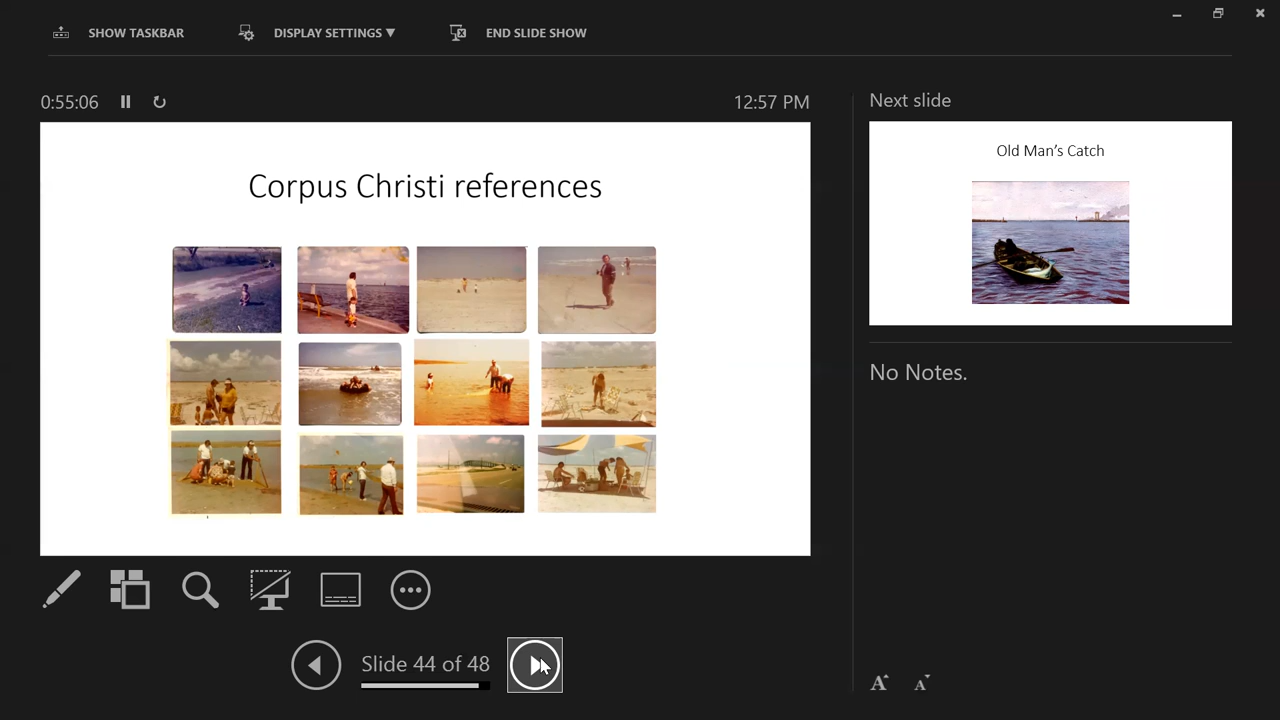 SHOW TASKBAR
DISPLAY SETTINGS ▼
END SLIDE SHOW
0:55:06
12:57 PM
Corpus Christi references
Next slide
Old Man’s Catch
No Notes.
Slide 44 of 48
A A